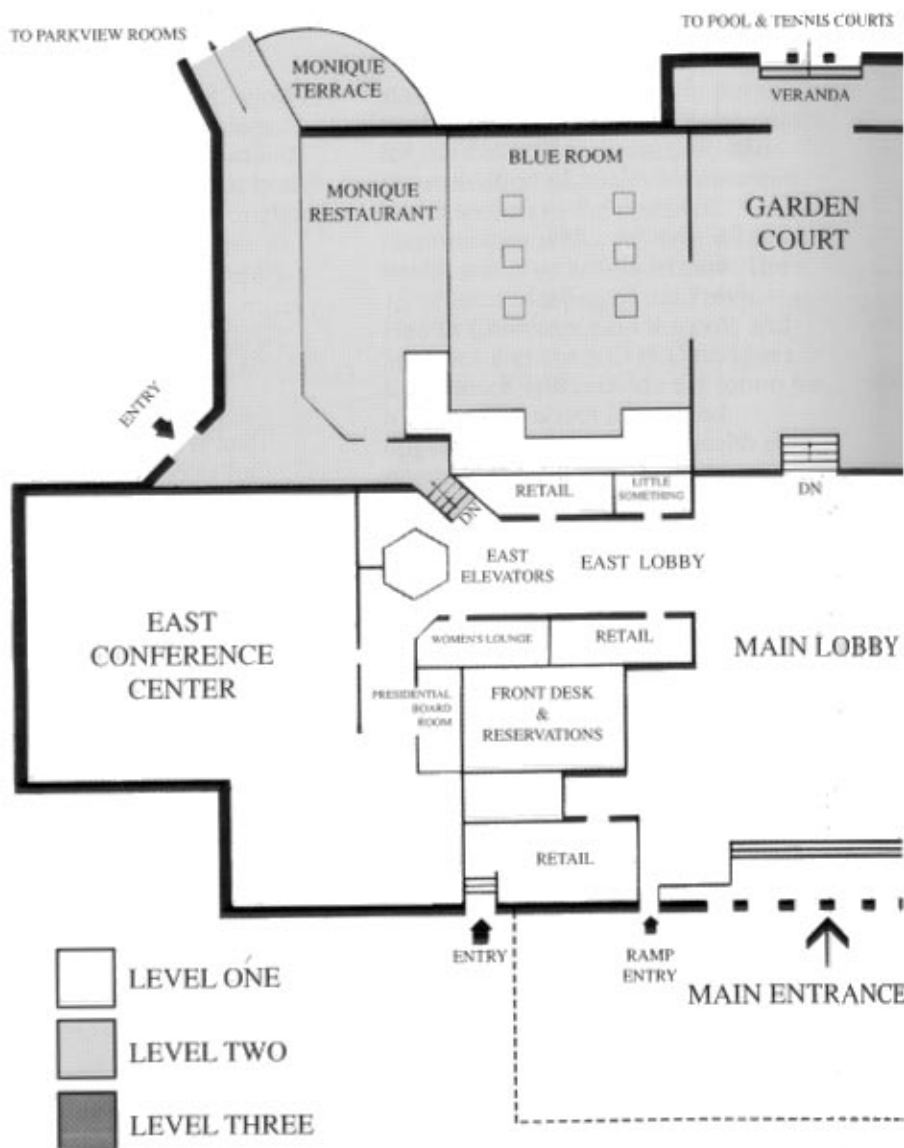 TO PARKVIEW ROOMS
TO POOL & TENNIS COURTS
MONIQUE
TERRACE
VERANDA
BLUE ROOM
MONIQUE
RESTAURANT
GARDEN
COURT
ENTRY
RETAIL
LITTLE
SOMETHING
DN
DN
EAST
ELEVATORS
EAST LOBBY
EAST
CONFERENCE
CENTER
WOMEN'S LOUNGE
RETAIL
MAIN LOBBY
PRESIDENTIAL
BOARD
ROOM
FRONT DESK
&
RESERVATIONS
RETAIL
ENTRY
RAMP
ENTRY
MAIN ENTRANCE
LEVEL ONE
LEVEL TWO
LEVEL THREE